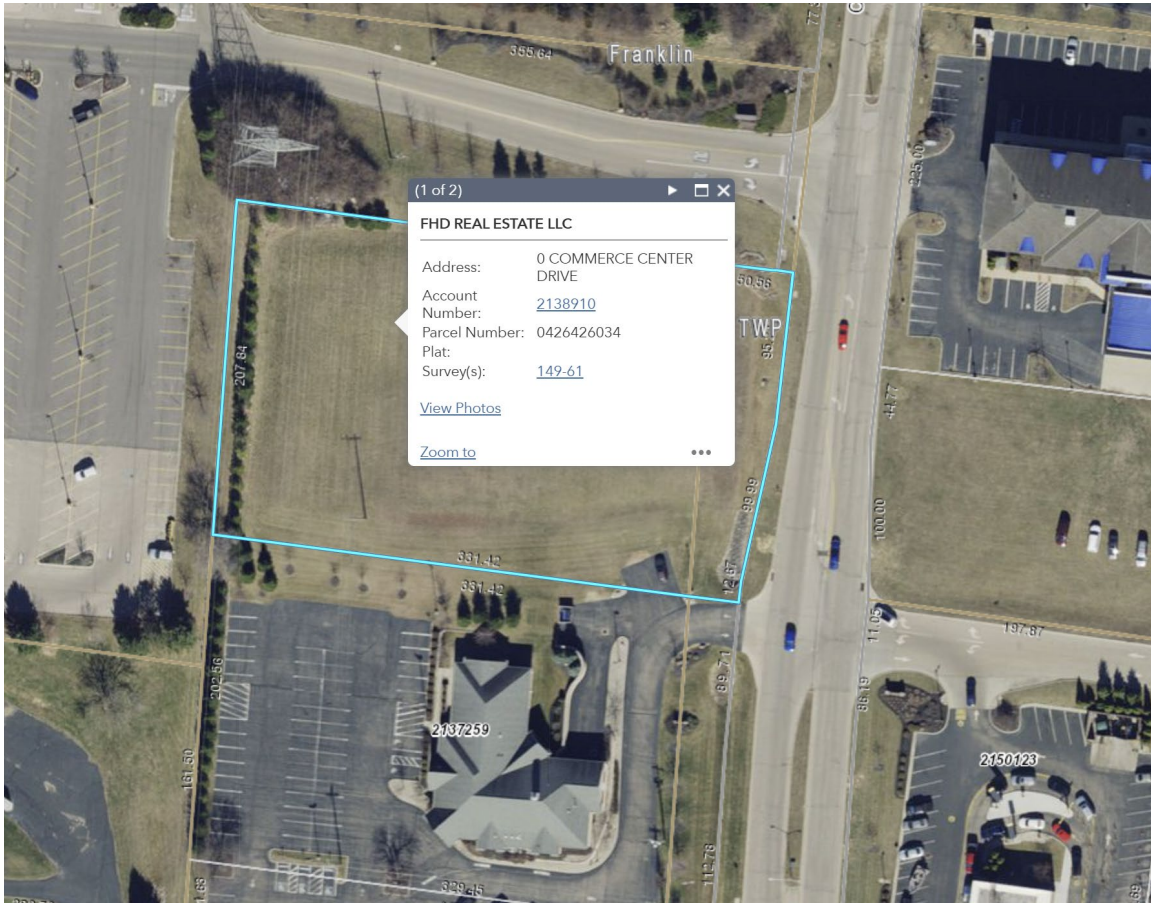 355.64
Franklin
225.00
(1 of 2)
FHD REAL ESTATE LLC
Address:
0 COMMERCE CENTER
DRIVE
Account
Number:
2138910
Parcel Number:
0426426034
Plat:
Survey(s):
149-61
View Photos
Zoom to
50.56
TWP
207.84
44.77
99.99
100.00
331.42
331.42
12.67
11.05
197.87
202.56
89.71
86.19
2137259
2150123
161.50
112.78
329.45